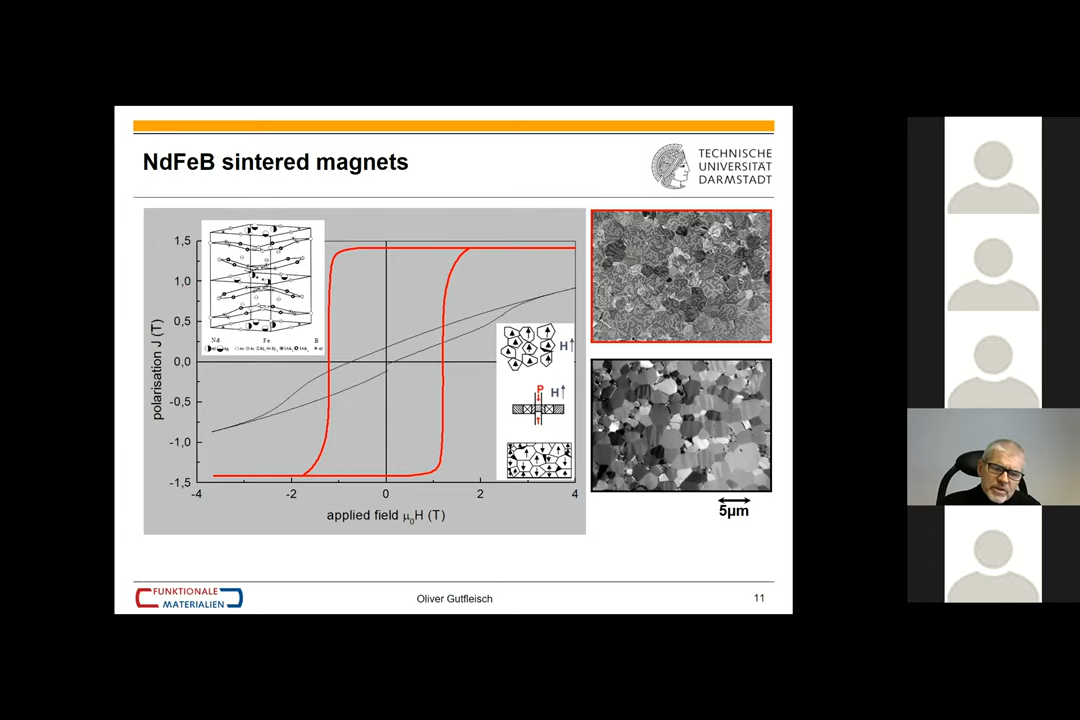 NdFeB sintered magnets
TECHNISCHE
UNIVERSITÄT
DARMSTADT
1,5
1,0
0,5
0,0
-0,5
-1,0
-1,5
polarisation J (T)
-4
-2
0
2
4
applied field μ₀H (T)
Nd Fe B
H
P
H
5μm
FUNKTIONALE
MATERIALIEN
Oliver Gutfleisch
11